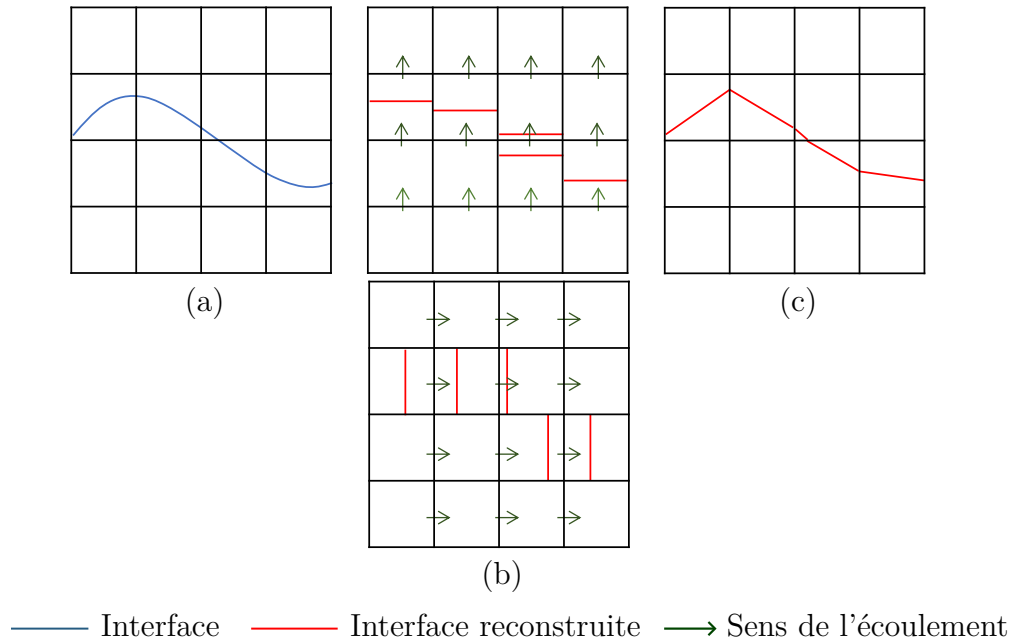 (a)
(c)
(b)
Interface Interface reconstruite Sens de l'écoulement